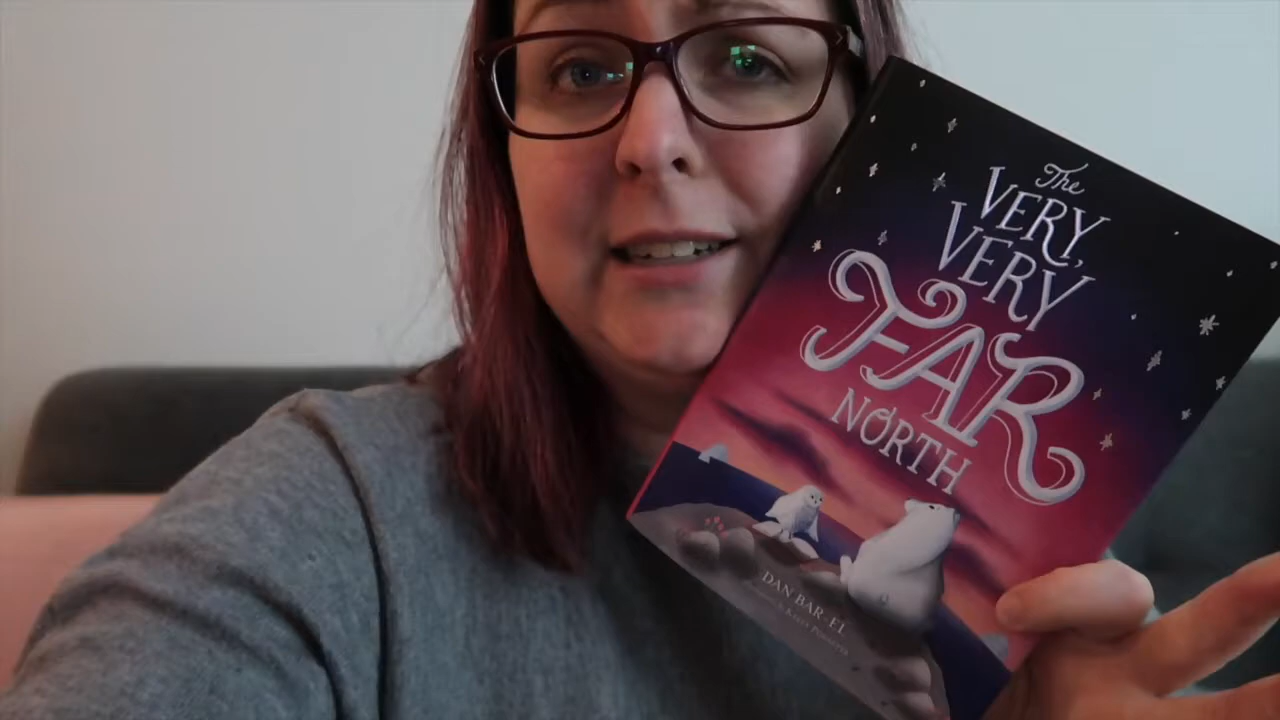 The
VERY,
VERY
FAR
NORTH
DAN BAR-EL